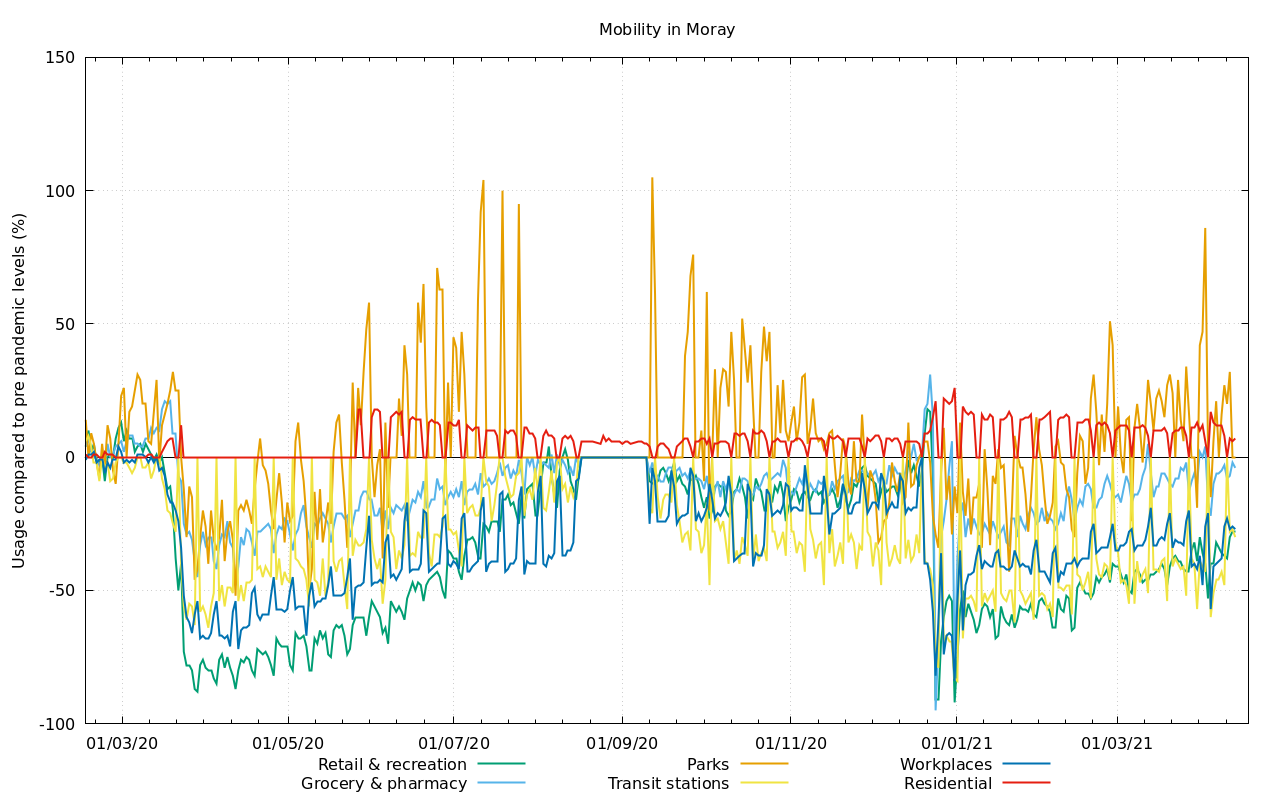 Mobility in Moray
150
100
50
0
-50
-100
Usage compared to pre pandemic levels (%)
01/03/20 01/05/20 01/07/20 01/09/20 01/11/20 01/01/21 01/03/21
Retail & recreation Parks Workplaces
Grocery & pharmacy Transit stations Residential